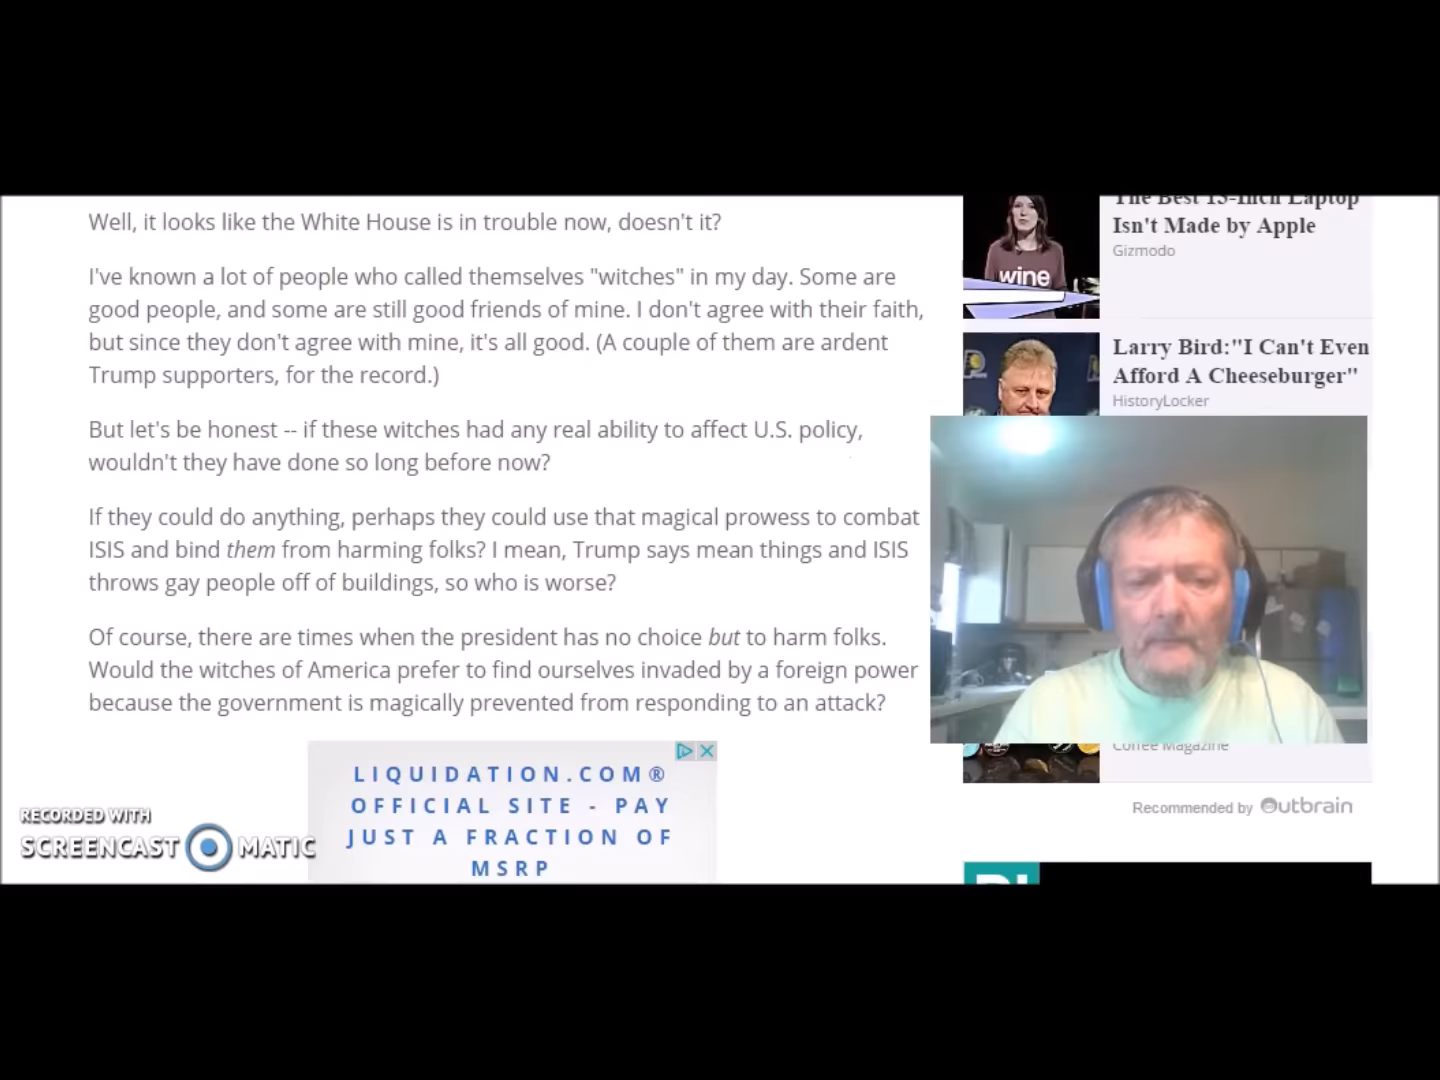 Well, it looks like the White House is in trouble now, doesn't it?
I've known a lot of people who called themselves "witches" in my day. Some are
good people, and some are still good friends of mine. I don't agree with their faith,
but since they don't agree with mine, it's all good. (A couple of them are ardent
Trump supporters, for the record.)
But let's be honest -- if these witches had any real ability to affect U.S. policy,
wouldn't they have done so long before now?
If they could do anything, perhaps they could use that magical prowess to combat
ISIS and bind them from harming folks? I mean, Trump says mean things and ISIS
throws gay people off of buildings, so who is worse?
Of course, there are times when the president has no choice but to harm folks.
Would the witches of America prefer to find ourselves invaded by a foreign power
because the government is magically prevented from responding to an attack?
LIQUIDATION.COM®
OFFICIAL SITE - PAY
JUST A FRACTION OF
MSRP
RECORDED WITH
SCREENCAST MATIC
The Best 13-Inch Laptop
Isn't Made by Apple
Gizmodo
wine
Larry Bird:"I Can't Even
Afford A Cheeseburger"
HistoryLocker
Coffee Magazine
Recommended by Outbrain